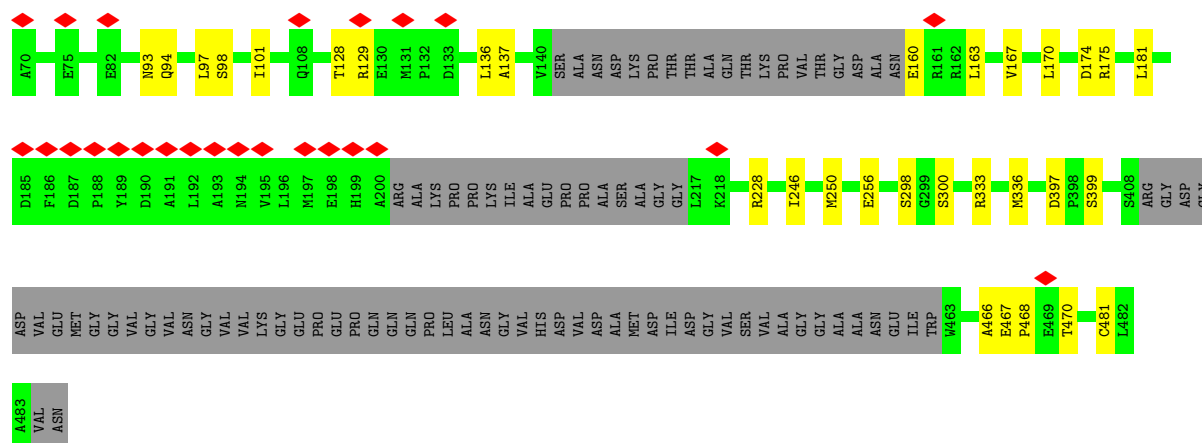 A70 E75 E82 N93 Q94 L97 S98 I101 Q108 T128 R129 E130 M131 P132 D133 L136 A137 V140 SER ALA ASN ASP LYS PRO THR THR ALA GLN THR LYS PRO VAL THR GLY ASP ALA ASN E160 R161 R162 L163 V167 L170 D174 R175 L181
D185 F186 D187 P188 Y189 D190 A191 L192 A193 N194 V195 L196 M197 E198 H199 A200 ARG ALA LYS PRO PRO LYS ILE ALA GLU PRO PRO ALA SER ALA GLY GLY L217 K218 R228 I246 M250 E256 S298 G299 S300 R333 M336 D397 P398 S399 S408 ARG GLY ASP GLY
ASP VAL GLU MET GLY GLY VAL GLY VAL ASN GLY VAL VAL LYS GLY GLU PRO GLU PRO GLN GLN GLN PRO LEU ALA ASN GLY VAL HIS ASP VAL ASP ALA MET ASP ILE ASP GLY VAL SER VAL ALA GLY GLY ALA ALA ASN GLU ILE TRP W463 A466 E467 P468 E469 T470 C481 L482
A483 VAL ASN